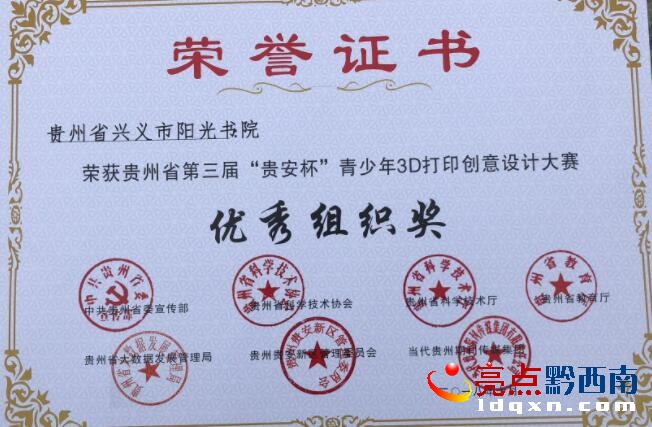 荣誉证书
贵州省兴义市阳光书院
荣获贵州省第三届“贵安杯”青少年3D打印创意设计大赛
优秀组织奖
中共贵州省委宣传部 贵州省科学技术协会 贵州省科学技术厅 贵州省教育厅
贵州省大数据发展管理局 贵州贵安新区管理委员会 当代贵州期刊传媒集团
亮点黔西南
ldqxn.com